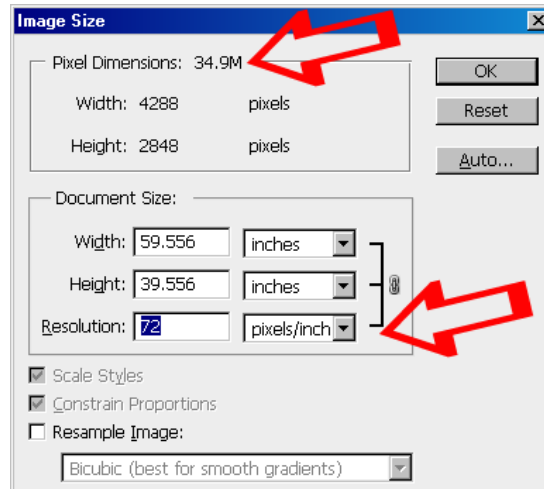 Image Size
Pixel Dimensions: 34.9M
OK
Width: 4288 pixels
Reset
Height: 2848 pixels
Auto...
Document Size:
Width: 59.556 inches
Height: 39.556 inches
Resolution: 72 pixels/inch
Scale Styles
Constrain Proportions
Resample Image:
Bicubic (best for smooth gradients)